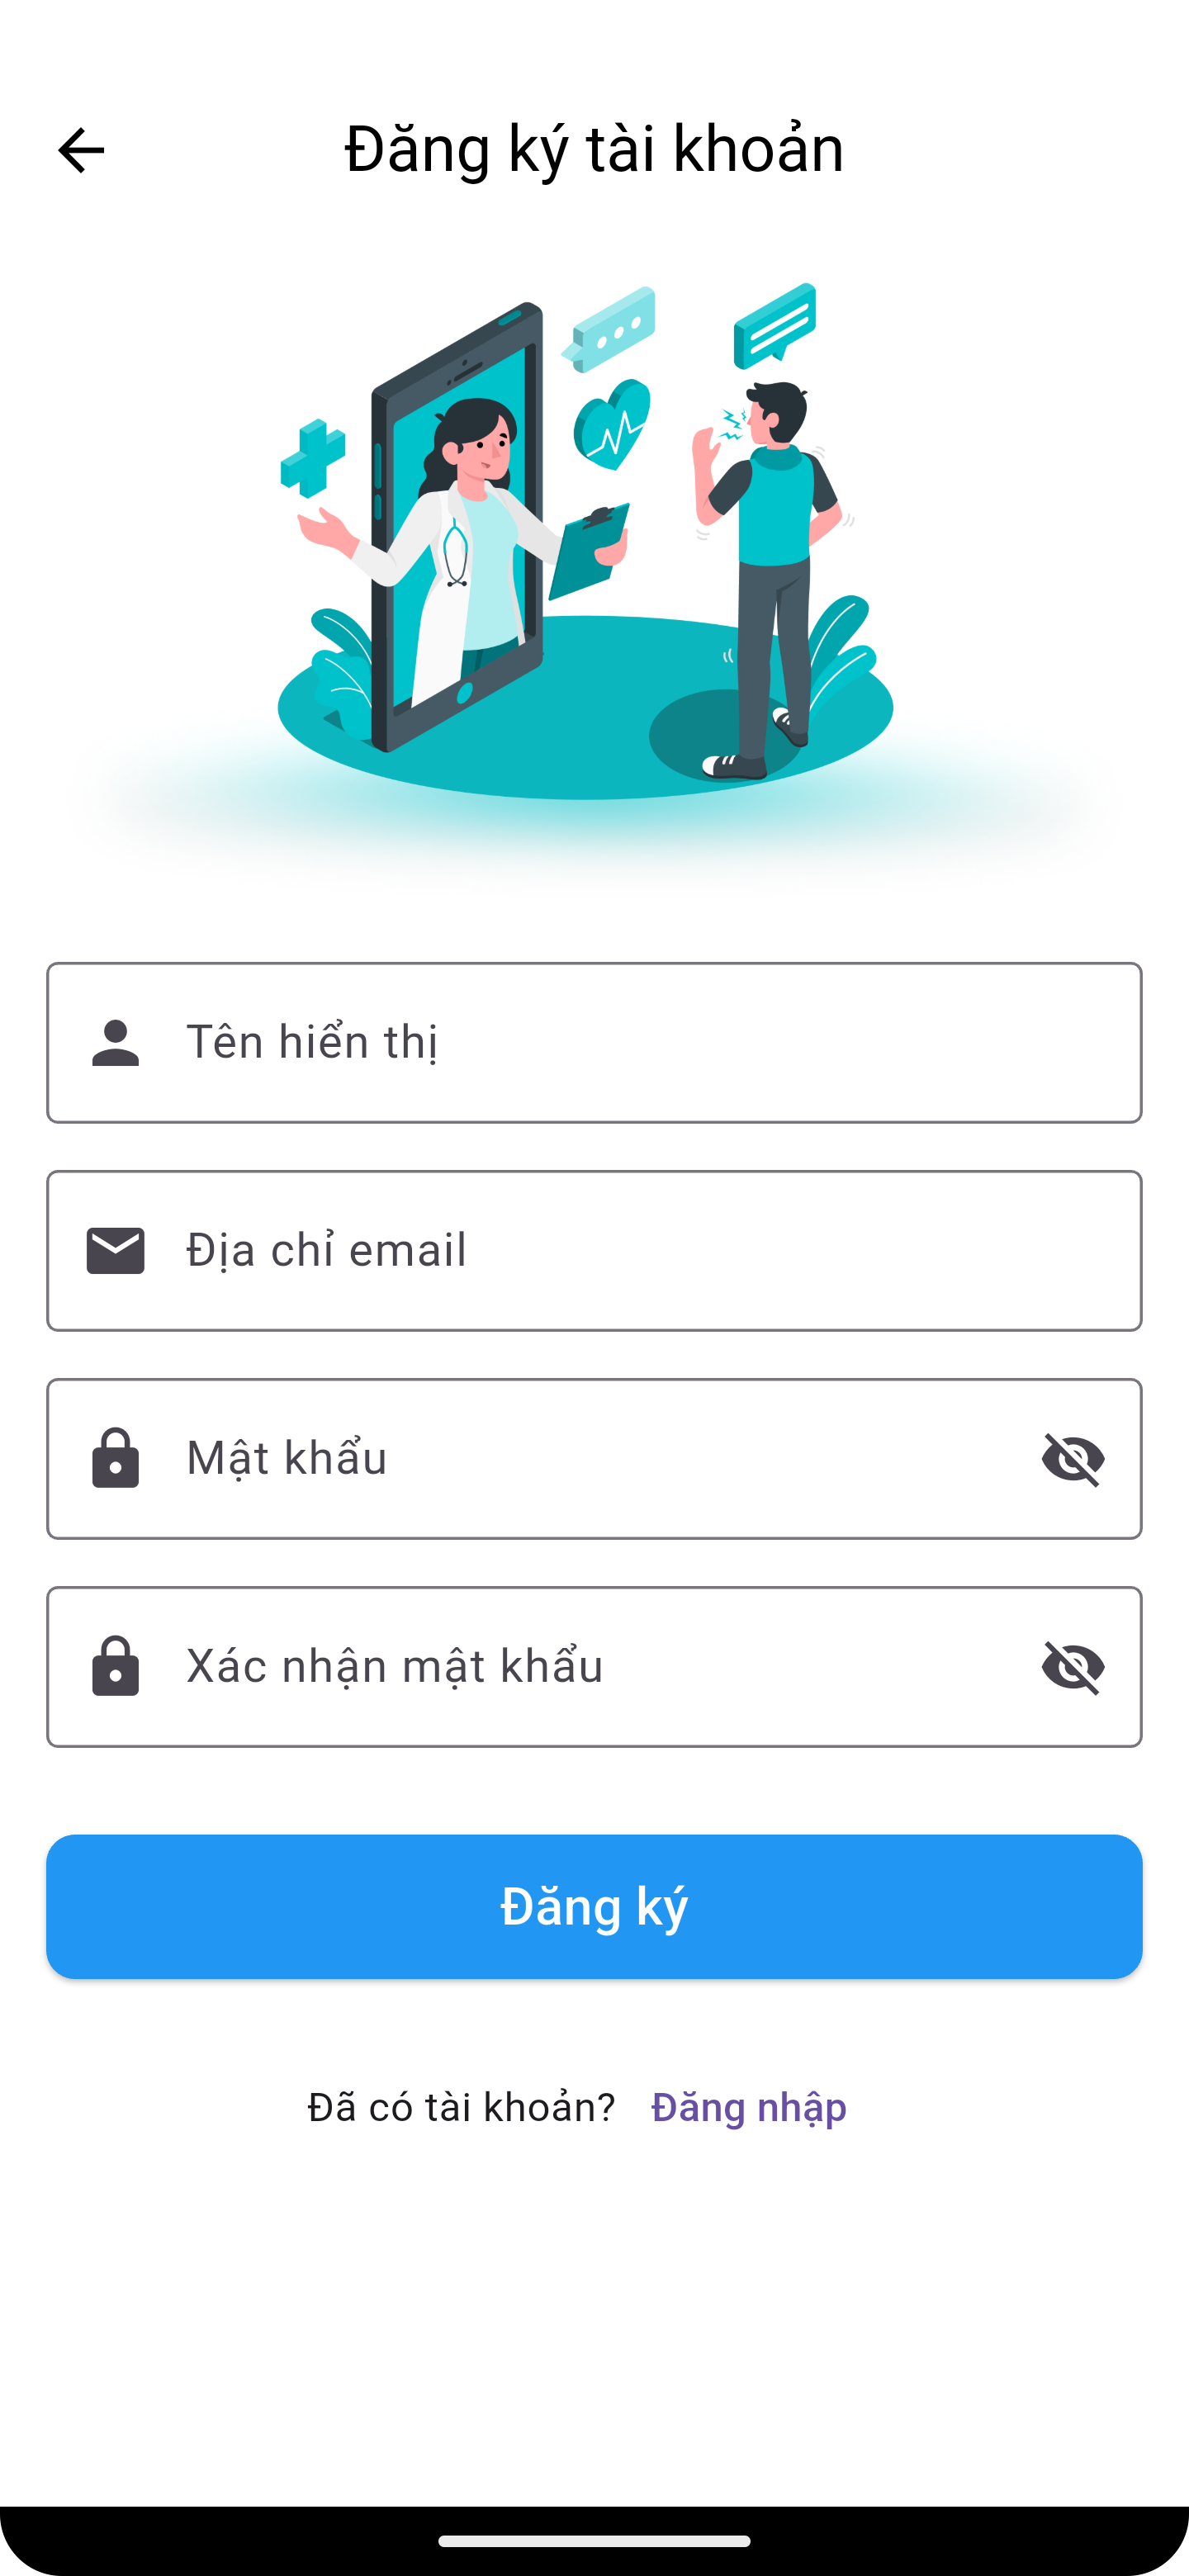 Đăng ký tài khoản
Tên hiển thị
Địa chỉ email
Mật khẩu
Xác nhận mật khẩu
Đăng ký
Đã có tài khoản? Đăng nhập